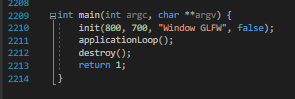 2208
2209 int main(int argc, char **argv) {
2210 init(800, 700, "Window GLFW", false);
2211 applicationLoop();
2212 destroy();
2213 return 1;
2214 }